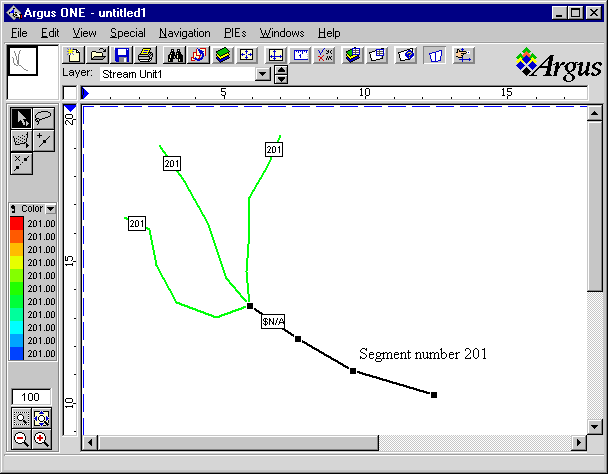 Argus ONE - untitled1
File Edit View Special Navigation PIEs Windows Help
Layer: Stream Unit1
Argus
5 10 15
20
15
10
201
201
201
$N/A
Segment number 201
Color
201.00
201.00
201.00
201.00
201.00
201.00
201.00
201.00
201.00
201.00
201.00
100